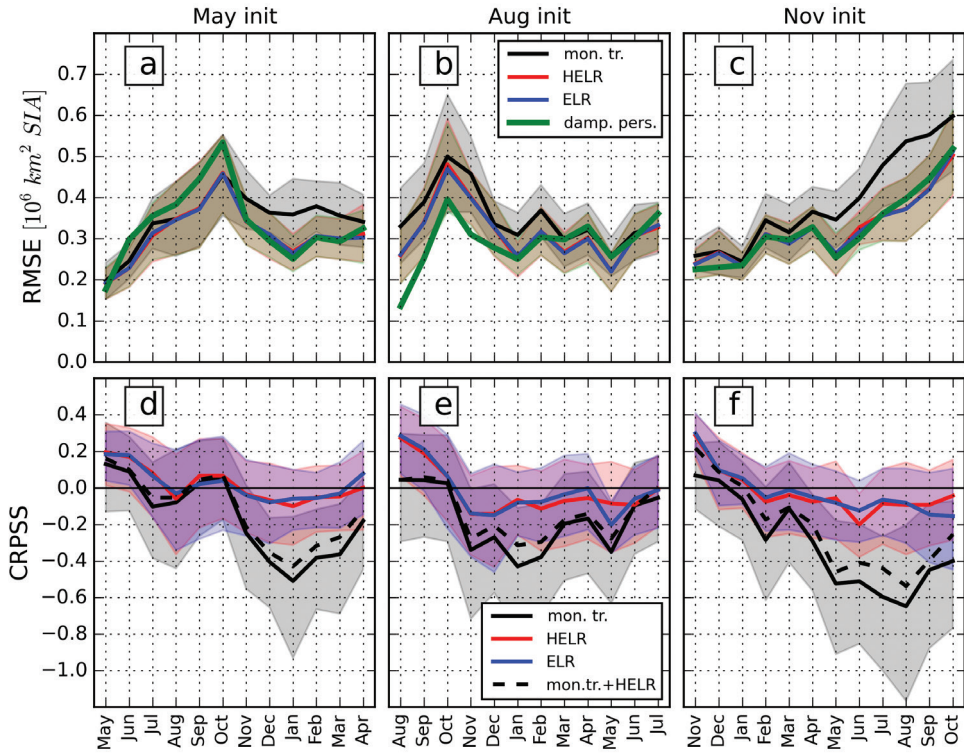 May init
Aug init
Nov init
RMSE [10⁶ km² SIA]
0.7
0.6
0.5
0.4
0.3
0.2
0.1
0.0
a
b
mon. tr.
HELR
ELR
damp. pers.
c
CRPSS
0.4
0.2
0.0
−0.2
−0.4
−0.6
−0.8
−1.0
d
e
mon. tr.
HELR
ELR
mon.tr.+HELR
f
May Jun Jul Aug Sep Oct Nov Dec Jan Feb Mar Apr
Aug Sep Oct Nov Dec Jan Feb Mar Apr May Jun Jul
Nov Dec Jan Feb Mar Apr May Jun Jul Aug Sep Oct